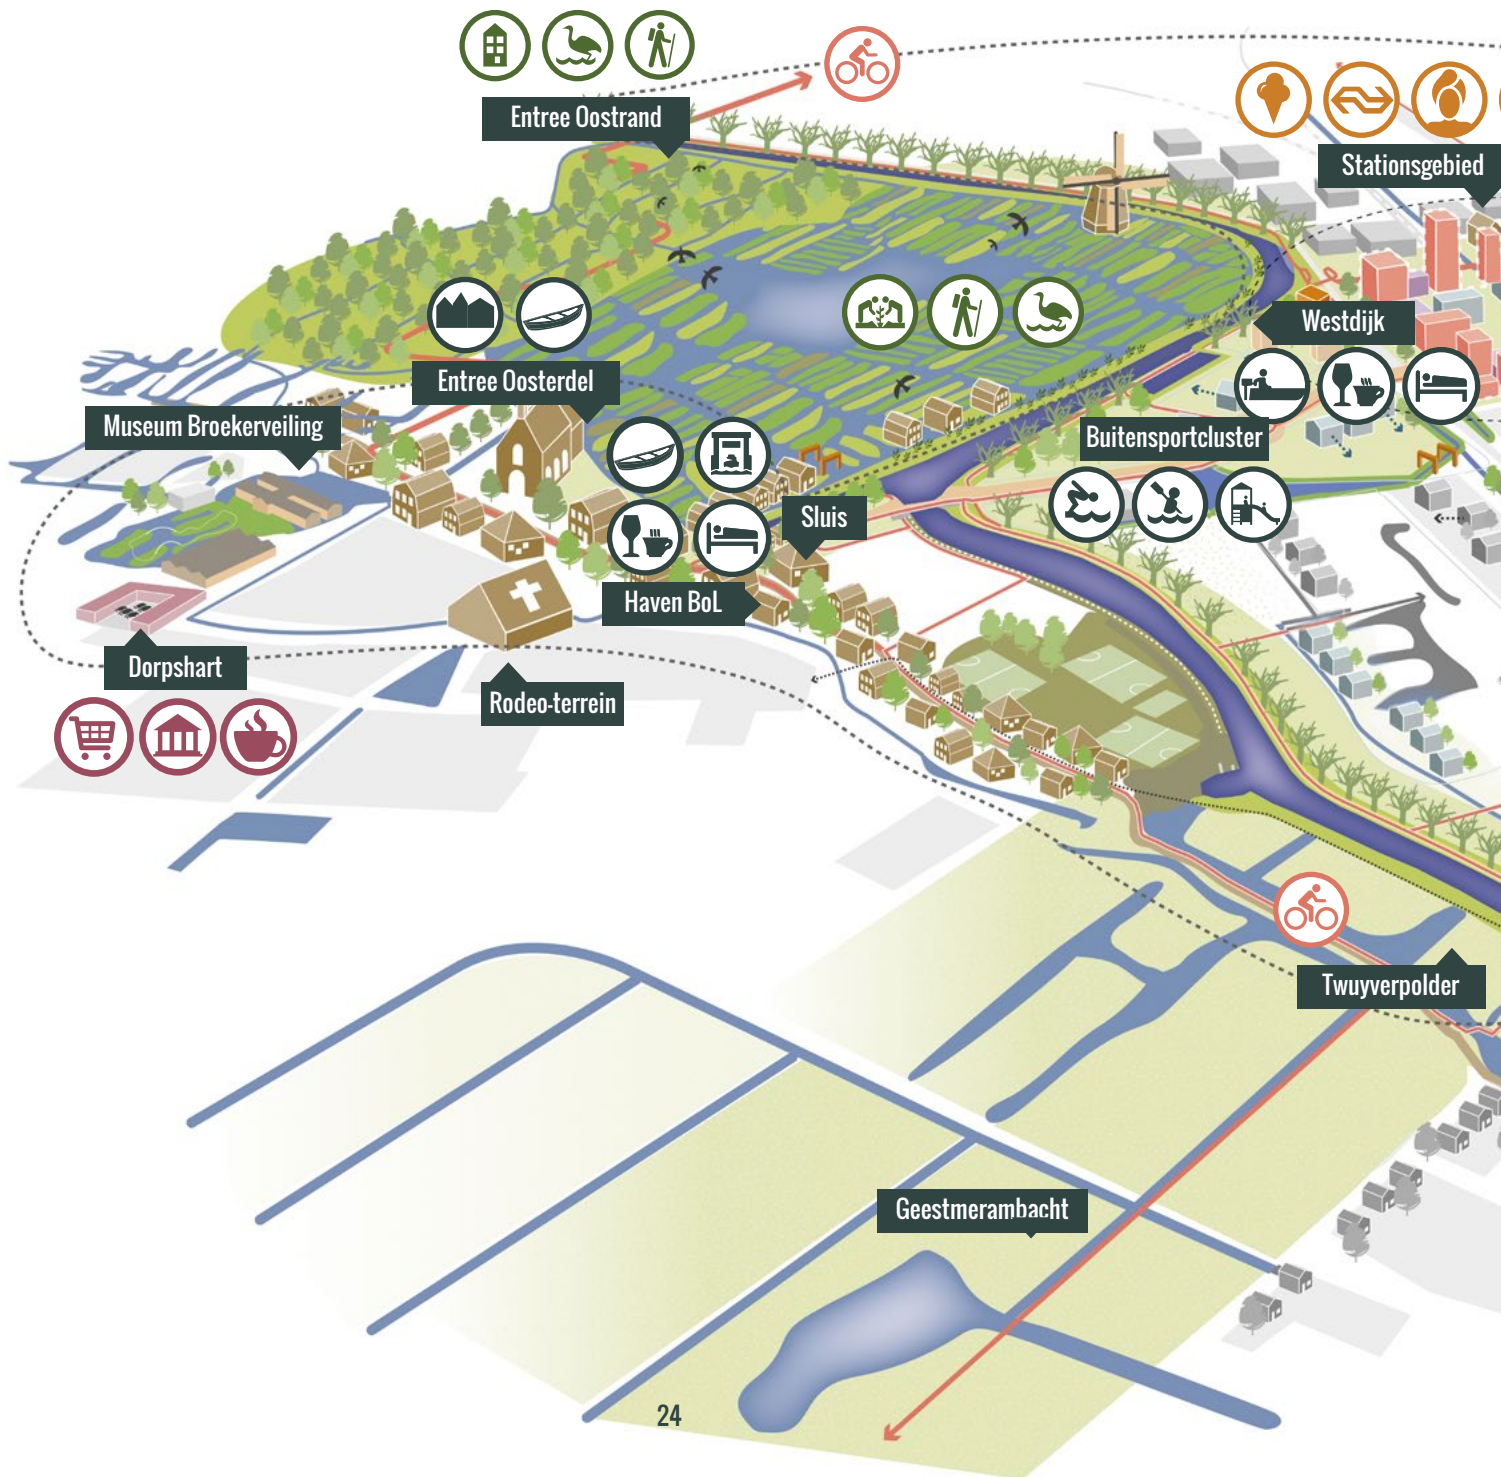 Entree Oostrand
Stationsgebied
Westdijk
Entree Oosterdel
Museum Broekerveiling
Buitensportcluster
Sluis
Haven BoL
Dorpshart
Rodeo-terrein
Twuyverpolder
Geestmerambacht
24